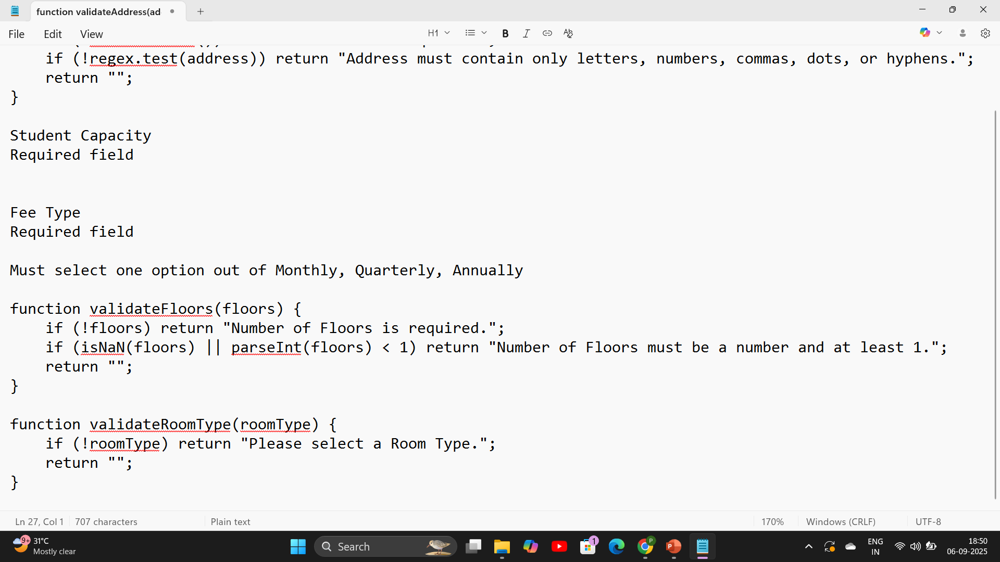 function validateAddress(ad
File Edit View
H1
if (!regex.test(address)) return "Address must contain only letters, numbers, commas, dots, or hyphens.";
return "";
}
Student Capacity
Required field
Fee Type
Required field
Must select one option out of Monthly, Quarterly, Annually
function validateFloors(floors) {
if (!floors) return "Number of Floors is required.";
if (isNaN(floors) || parseInt(floors) < 1) return "Number of Floors must be a number and at least 1.";
return "";
}
function validateRoomType(roomType) {
if (!roomType) return "Please select a Room Type.";
return "";
}
Ln 27, Col 1 707 characters Plain text 170% Windows (CRLF) UTF-8
9+ 31°C
Mostly clear
Search
1
P
P
ENG
IN
18:50
06-09-2025